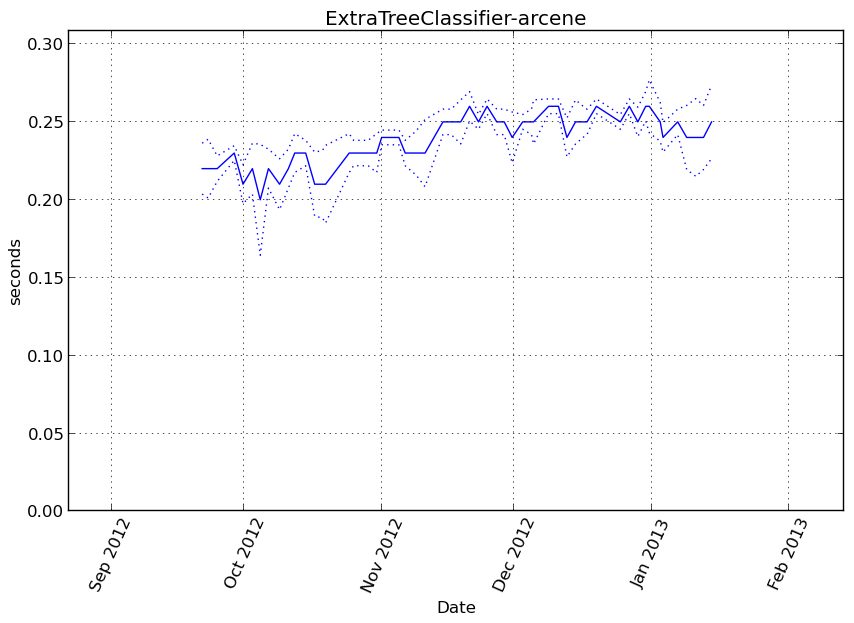 ExtraTreeClassifier-arcene
0.30
0.25
0.20
0.15
0.10
0.05
0.00
seconds
Sep 2012
Oct 2012
Nov 2012
Dec 2012
Jan 2013
Feb 2013
Date